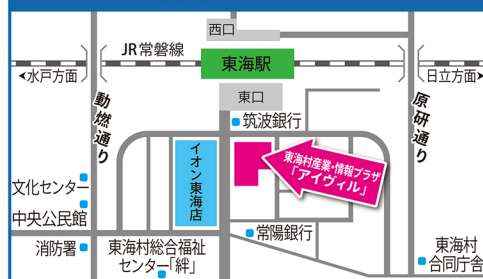 西口
JR常磐線
東海駅
水戸方面
日立方面
東口
動燃通り
原研通り
筑波銀行
イオン東海店
東海村産業・情報プラザ
「アイヴィル」
文化センター
中央公民館
常陽銀行
消防署
東海村総合福祉
センター「絆」
東海村
合同庁舎